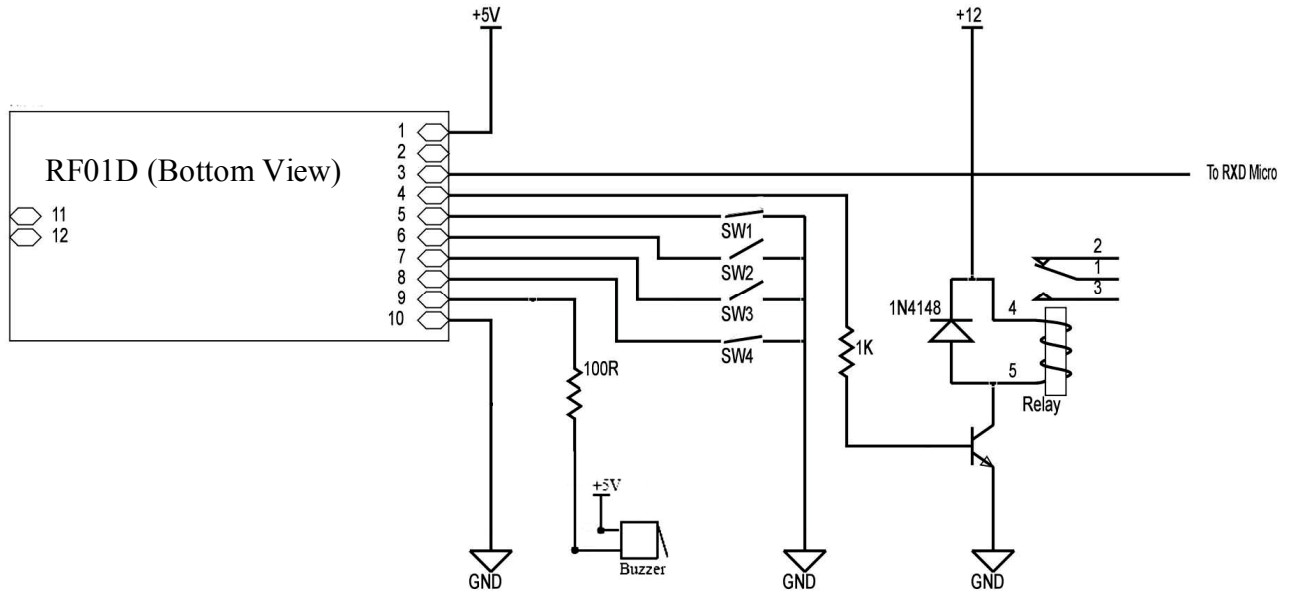 +5V
+12
RF01D (Bottom View)
1
2
3
4
5
6
7
8
9
10
11
12
To RXD Micro
SW1
SW2
SW3
SW4
2
1
3
1N4148
4
5
Relay
1K
100R
+5V
Buzzer
GND
GND
GND